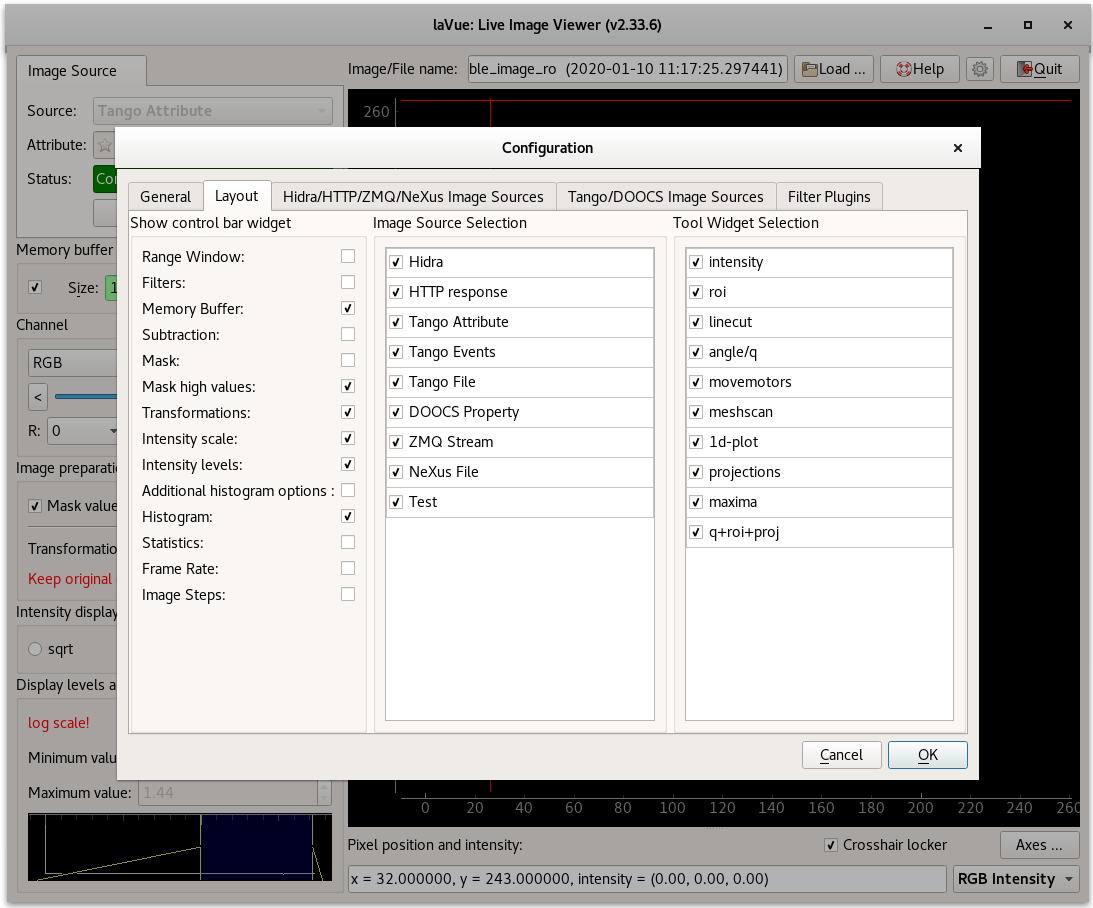 laVue: Live Image Viewer (v2.33.6)
Image Source
Image/File name: ble_image_ro (2020-01-10 11:17:25.297441) Load ... Help Quit
Source: Tango Attribute
Attribute:
Status:
260
Configuration
General Layout Hidra/HTTP/ZMQ/NeXus Image Sources Tango/DOOCS Image Sources Filter Plugins
Show control bar widget
Range Window:
Filters:
Memory Buffer:
Subtraction:
Mask:
Mask high values:
Transformations:
Intensity scale:
Intensity levels:
Additional histogram options :
Histogram:
Statistics:
Frame Rate:
Image Steps:
Image Source Selection
Hidra
HTTP response
Tango Attribute
Tango Events
Tango File
DOOCS Property
ZMQ Stream
NeXus File
Test
Tool Widget Selection
intensity
roi
linecut
angle/q
movemotors
meshscan
1d-plot
projections
maxima
q+roi+proj
Cancel OK
Memory buffer
Size: 1
Channel
RGB
<
R: 0
Image preparatio
Mask value
Transformatio
Keep original
Intensity display
sqrt
Display levels a
log scale!
Minimum valu
Maximum value: 1.44
0 20 40 60 80 100 120 140 160 180 200 220 240 260
Pixel position and intensity: Crosshair locker Axes ...
x = 32.000000, y = 243.000000, intensity = (0.00, 0.00, 0.00) RGB Intensity